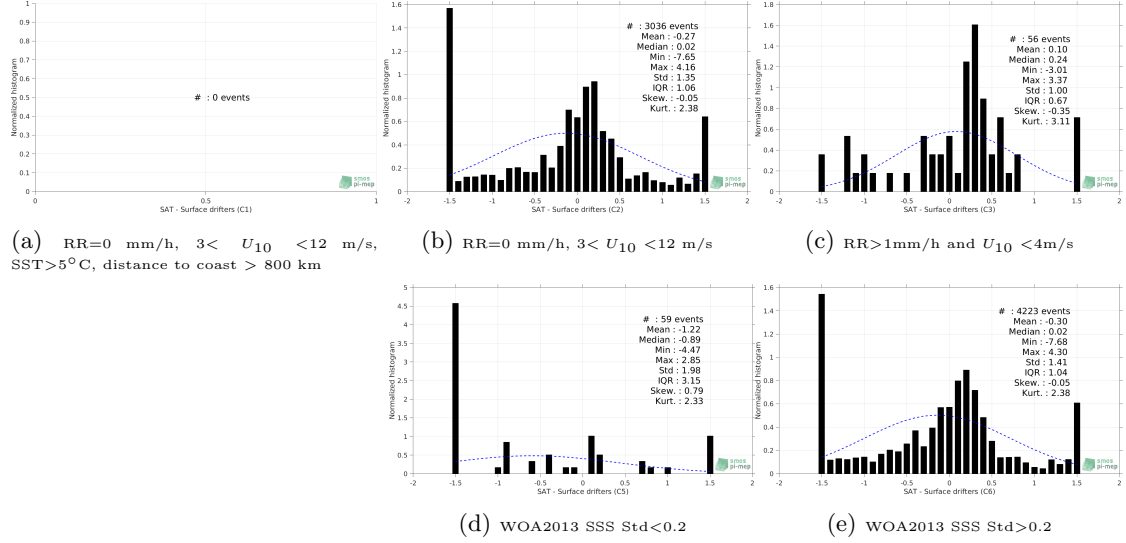 1
0.9
0.8
0.7
0.6
0.5
0.4
0.3
0.2
0.1
0
Normalized histogram
# : 0 events
smos
pi-mep
0 0.5 1
SAT - Surface drifters (C1)
(a) RR=0 mm/h, 3< U10 <12 m/s,
SST>5°C, distance to coast > 800 km
1.6
1.4
1.2
1
0.8
0.6
0.4
0.2
0
Normalized histogram
# : 3036 events
Mean : -0.27
Median : 0.02
Min : -7.65
Max : 4.16
Std : 1.35
IQR : 1.06
Skew. : -0.05
Kurt. : 2.38
smos
pi-mep
-2 -1.5 -1 -0.5 0 0.5 1 1.5 2
SAT - Surface drifters (C2)
(b) RR=0 mm/h, 3< U10 <12 m/s
1.8
1.6
1.4
1.2
1
0.8
0.6
0.4
0.2
0
Normalized histogram
# : 56 events
Mean : 0.10
Median : 0.24
Min : -3.01
Max : 3.37
Std : 1.00
IQR : 0.67
Skew. : -0.35
Kurt. : 3.11
smos
pi-mep
-2 -1.5 -1 -0.5 0 0.5 1 1.5 2
SAT - Surface drifters (C3)
(c) RR>1mm/h and U10 <4m/s
5
4.5
4
3.5
3
2.5
2
1.5
1
0.5
0
Normalized histogram
# : 59 events
Mean : -1.22
Median : -0.89
Min : -4.47
Max : 2.85
Std : 1.98
IQR : 3.15
Skew. : 0.79
Kurt. : 2.33
smos
pi-mep
-2 -1.5 -1 -0.5 0 0.5 1 1.5 2
SAT - Surface drifters (C5)
(d) WOA2013 SSS Std<0.2
1.6
1.4
1.2
1
0.8
0.6
0.4
0.2
0
Normalized histogram
# : 4223 events
Mean : -0.30
Median : 0.02
Min : -7.68
Max : 4.30
Std : 1.41
IQR : 1.04
Skew. : -0.05
Kurt. : 2.38
smos
pi-mep
-2 -1.5 -1 -0.5 0 0.5 1 1.5 2
SAT - Surface drifters (C6)
(e) WOA2013 SSS Std>0.2